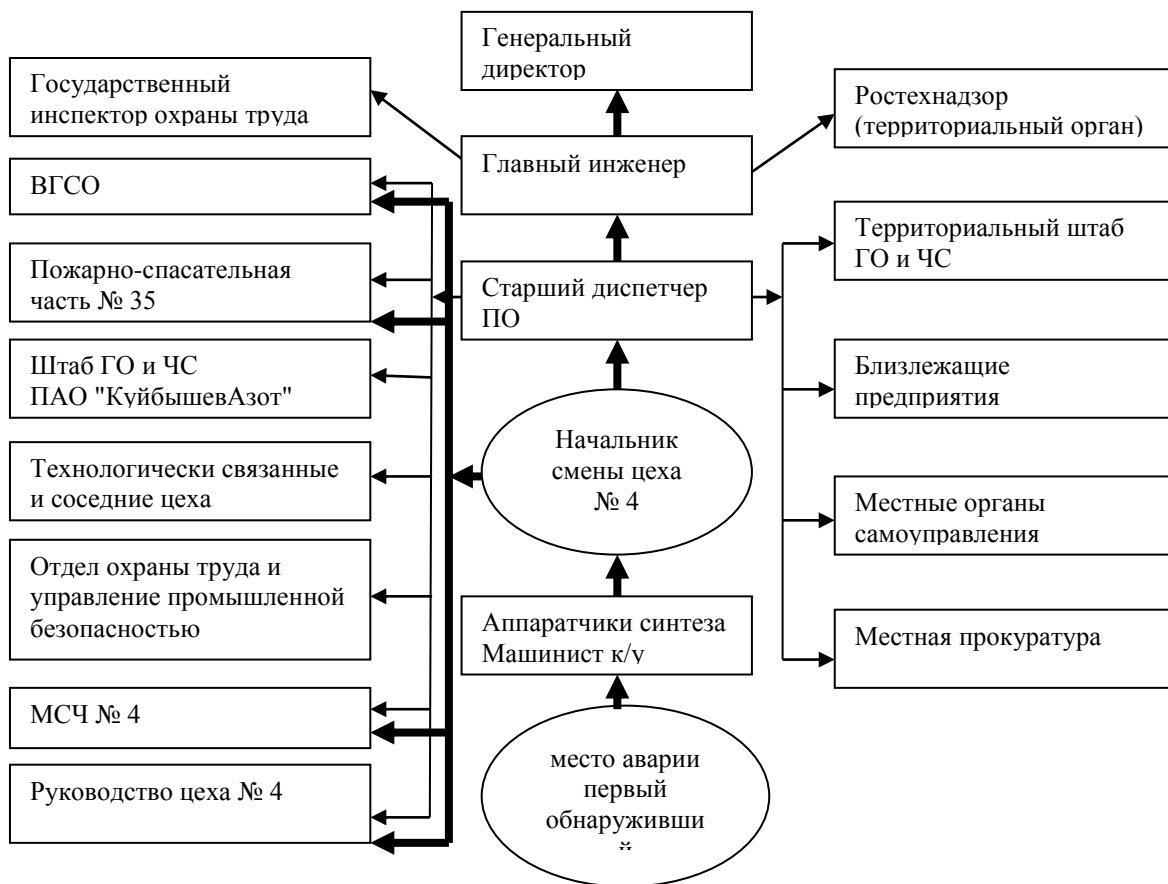 Генеральный
директор
Государственный
инспектор охраны труда
Ростехнадзор
(территориальный орган)
Главный инженер
ВГСО
Территориальный штаб
ГО и ЧС
Пожарно-спасательная
часть № 35
Старший диспетчер
ПО
Штаб ГО и ЧС
ПАО "КуйбышевАзот"
Близлежащие
предприятия
Начальник
смены цеха
№ 4
Технологически связанные
и соседние цеха
Местные органы
самоуправления
Отдел охраны труда и
управление промышленной
безопасностью
Аппаратчики синтеза
Машинист к/у
Местная прокуратура
МСЧ № 4
место аварии
первый
обнаруживши
й
Руководство цеха № 4